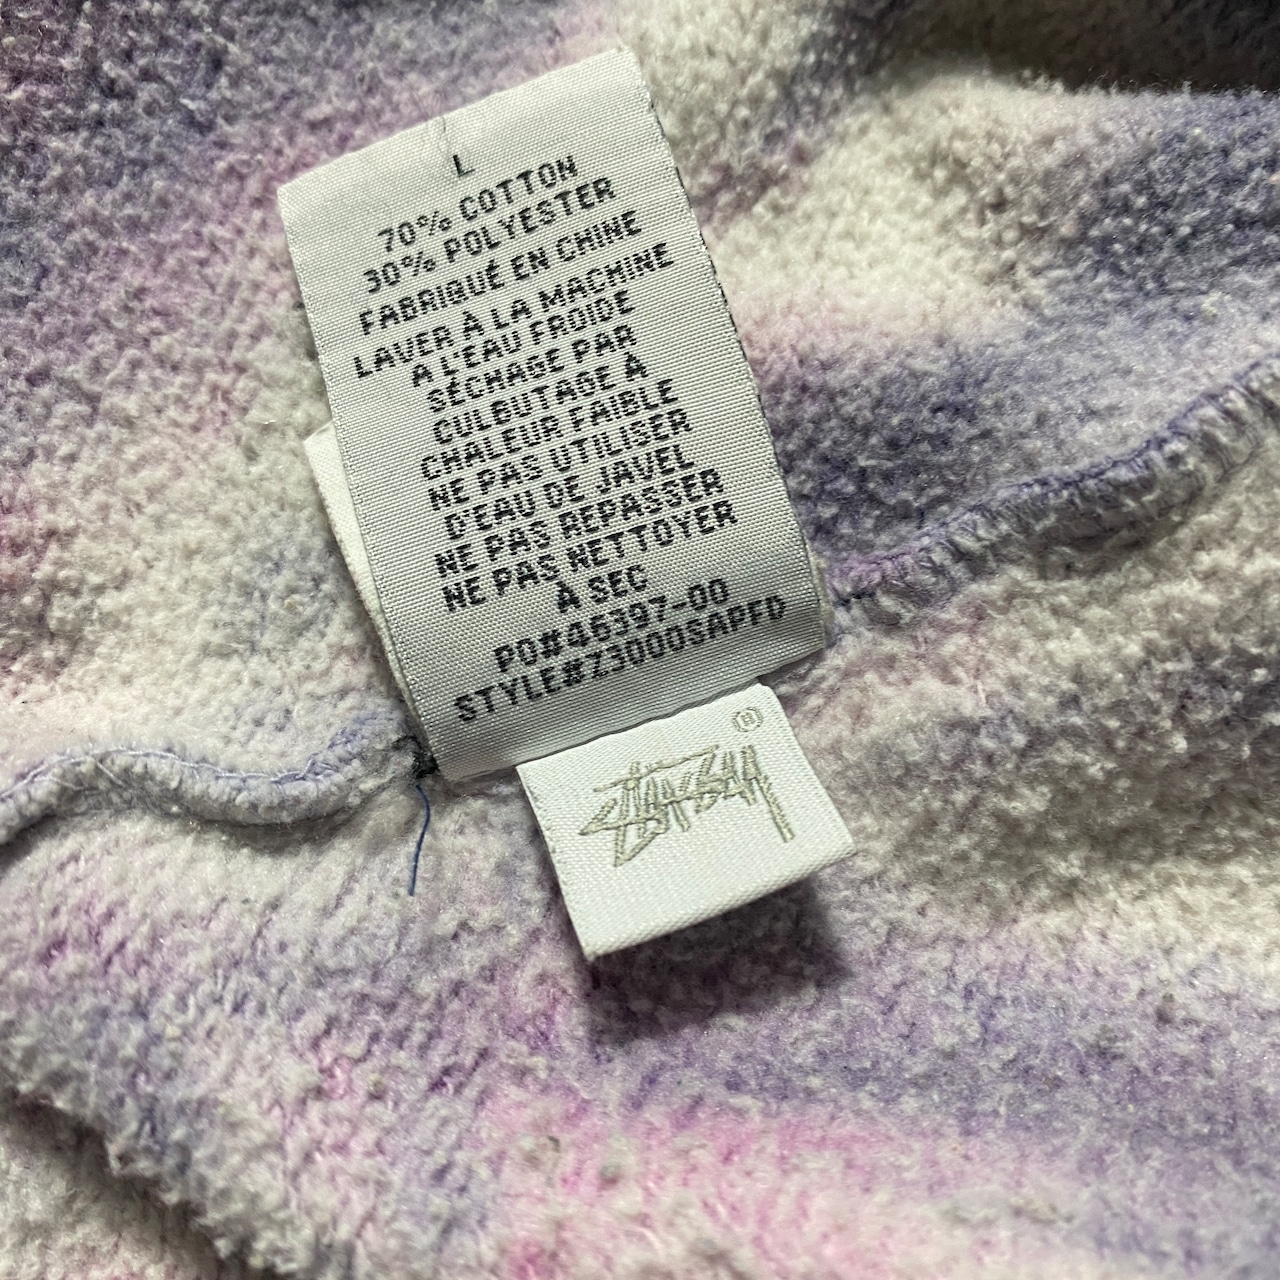 L
70% COTTON
30% POLYESTER
FABRIQUÉ EN CHINE
LAVER À LA MACHINE
A L'EAU FROIDE
SÉCHAGE PAR
CULBUTAGE À
CHALEUR FAIBLE
NE PAS UTILISER
D'EAU DE JAVEL
NE PAS REPASSER
NE PAS NETTOYER
À SEC
PO#46397-00
STYLE#Z3000SAPFD
STÜSSY ®